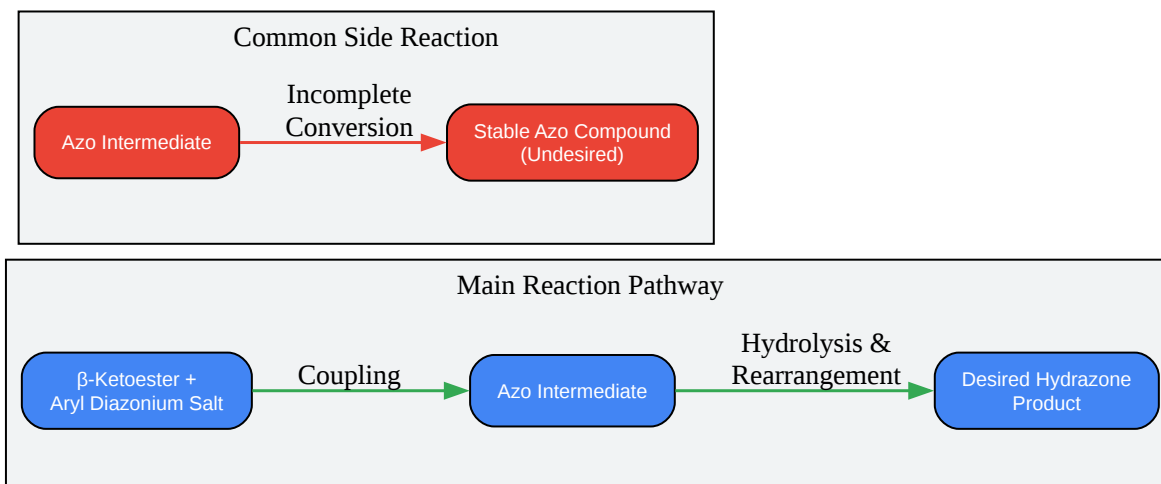 Common Side Reaction
Azo Intermediate
Incomplete
Conversion
Stable Azo Compound
(Undesired)
Main Reaction Pathway
β-Ketoester +
Aryl Diazonium Salt
Coupling
Azo Intermediate
Hydrolysis &
Rearrangement
Desired Hydrazone
Product